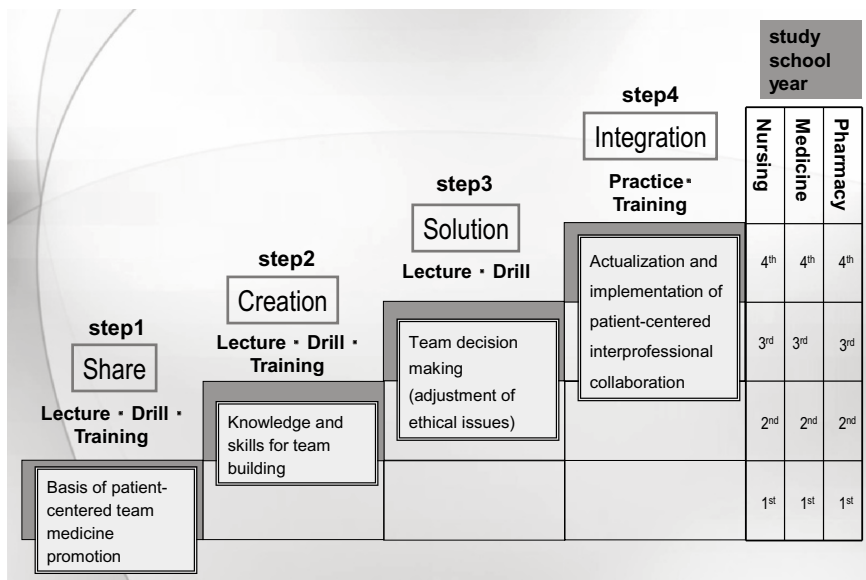 study
school
year
step4
Integration
Practice・
Training
Nursing
Medicine
Pharmacy
step3
Solution
Lecture・Drill
step2
Creation
Lecture・Drill・
Training
step1
Share
Lecture・Drill・
Training
Actualization and
implementation of
patient-centered
interprofessional
collaboration
Team decision
making
(adjustment of
ethical issues)
Knowledge and
skills for team
building
Basis of patient-
centered team
medicine
promotion
4th 4th 4th
3rd 3rd 3rd
2nd 2nd 2nd
1st 1st 1st